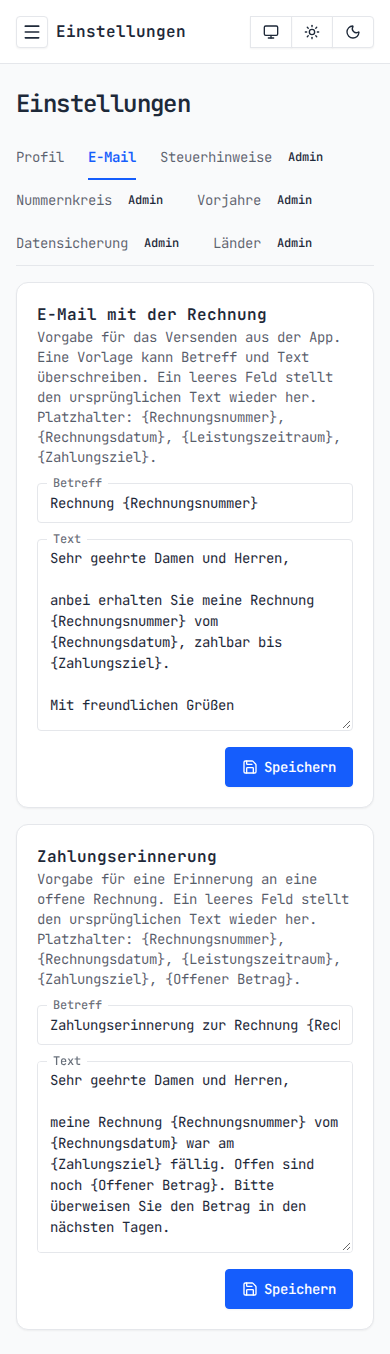 Einstellungen
Einstellungen
Profil E-Mail Steuerhinweise Admin
Nummernkreis Admin Vorjahre Admin
Datensicherung Admin Länder Admin
E-Mail mit der Rechnung
Vorgabe für das Versenden aus der App.
Eine Vorlage kann Betreff und Text
überschreiben. Ein leeres Feld stellt
den ursprünglichen Text wieder her.
Platzhalter: {Rechnungsnummer},
{Rechnungsdatum}, {Leistungszeitraum},
{Zahlungsziel}.
Betreff
Rechnung {Rechnungsnummer}
Text
Sehr geehrte Damen und Herren,
anbei erhalten Sie meine Rechnung
{Rechnungsnummer} vom
{Rechnungsdatum}, zahlbar bis
{Zahlungsziel}.
Mit freundlichen Grüßen
Speichern
Zahlungserinnerung
Vorgabe für eine Erinnerung an eine
offene Rechnung. Ein leeres Feld stellt
den ursprünglichen Text wieder her.
Platzhalter: {Rechnungsnummer},
{Rechnungsdatum}, {Leistungszeitraum},
{Zahlungsziel}, {Offener Betrag}.
Betreff
Zahlungserinnerung zur Rechnung
Text
Sehr geehrte Damen und Herren,
meine Rechnung {Rechnungsnummer} vom
{Rechnungsdatum} war am
{Zahlungsziel} fällig. Offen sind
noch {Offener Betrag}. Bitte
überweisen Sie den Betrag in den
nächsten Tagen.
Speichern